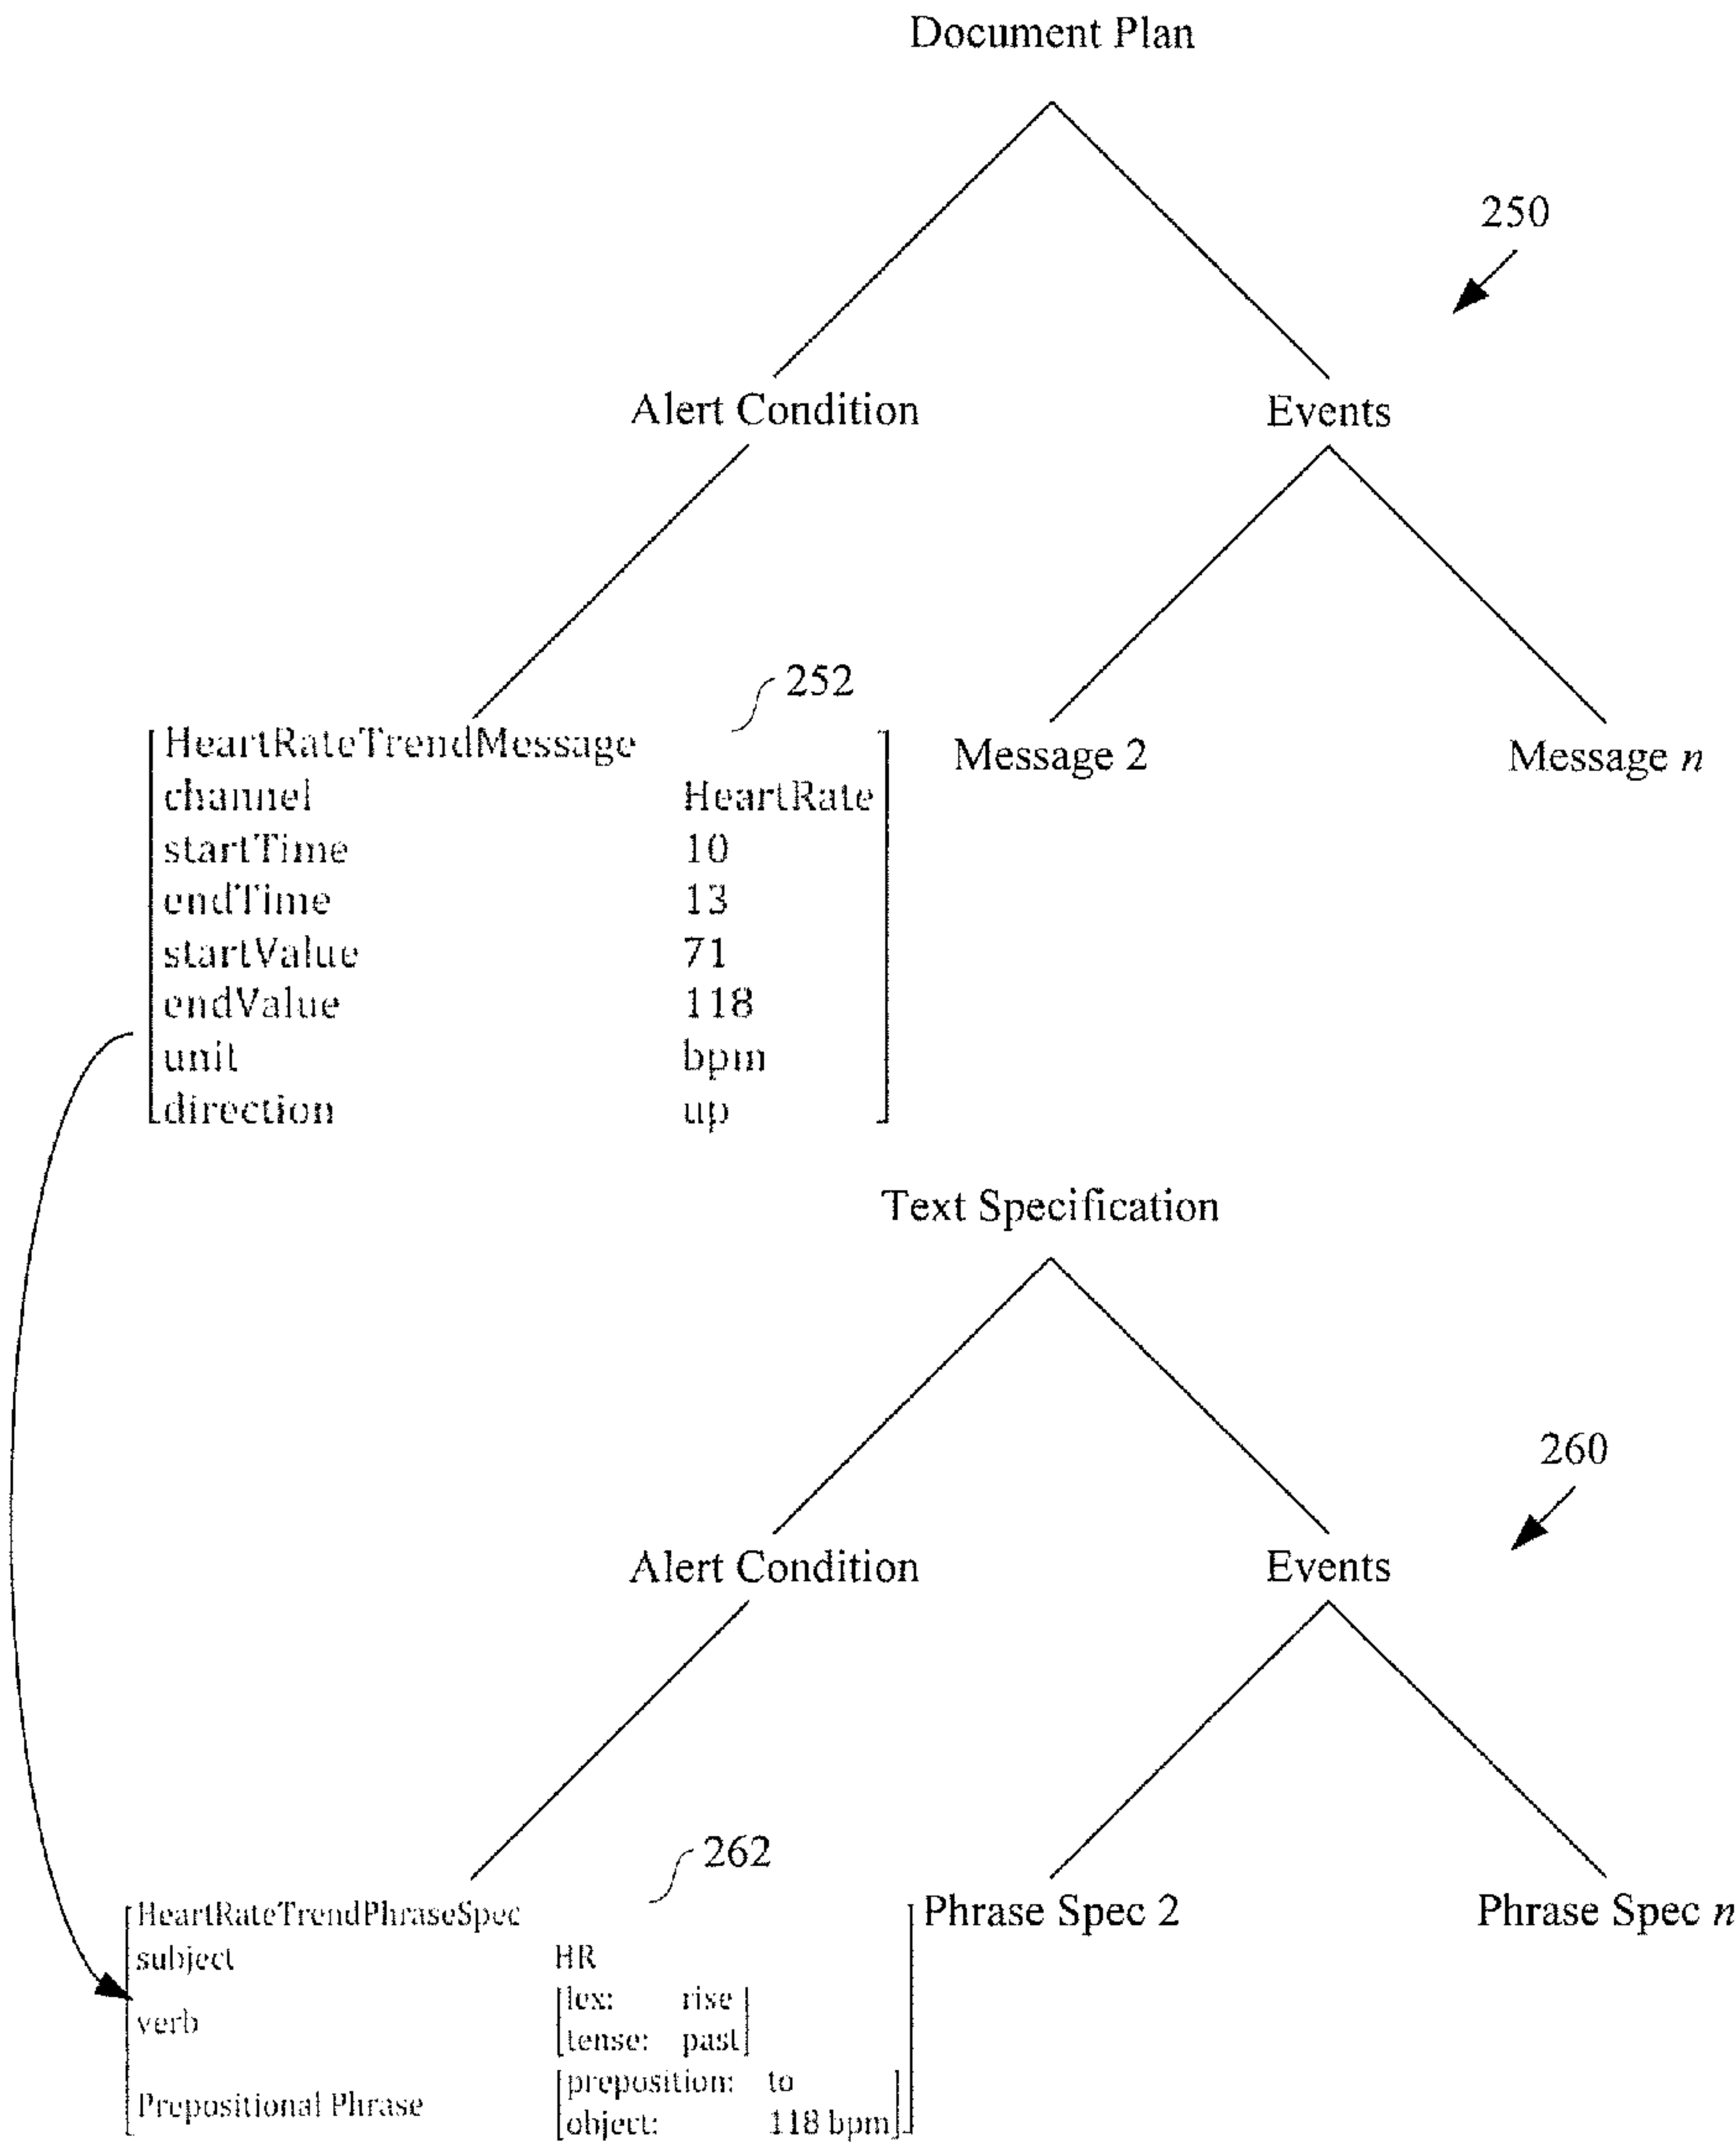 Document Plan
250
Alert Condition Events
252
HeartRateTrendMessage Message 2 Message n
channel HeartRate
startTime 10
endTime 13
startValue 71
endValue 118
unit bpm
direction up
Text Specification
260
Alert Condition Events
262
HeartRateTrendPhraseSpec Phrase Spec 2 Phrase Spec n
subject HR
lex: rise
verb
tense: past
preposition: to
Prepositional Phrase
object: 118 bpm